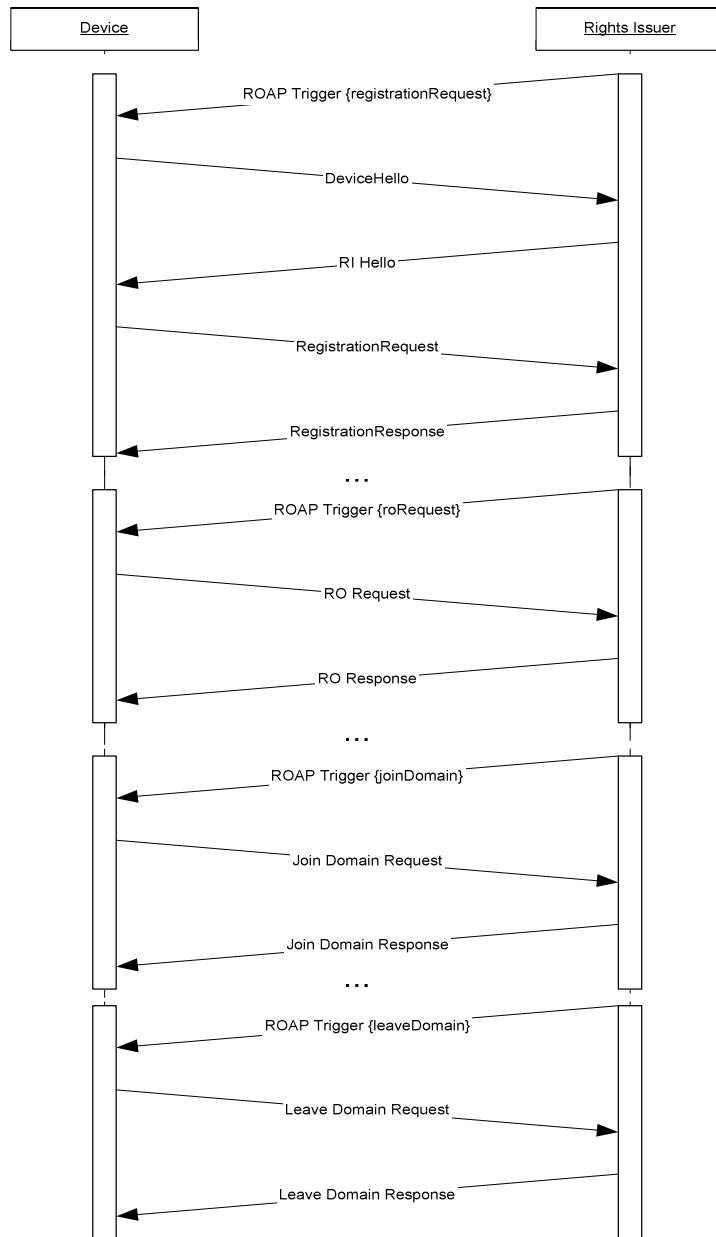 Device
Rights Issuer
ROAP Trigger {registrationRequest}
DeviceHello
RI Hello
RegistrationRequest
RegistrationResponse
...
ROAP Trigger {roRequest}
RO Request
RO Response
...
ROAP Trigger {joinDomain}
Join Domain Request
Join Domain Response
...
ROAP Trigger {leaveDomain}
Leave Domain Request
Leave Domain Response